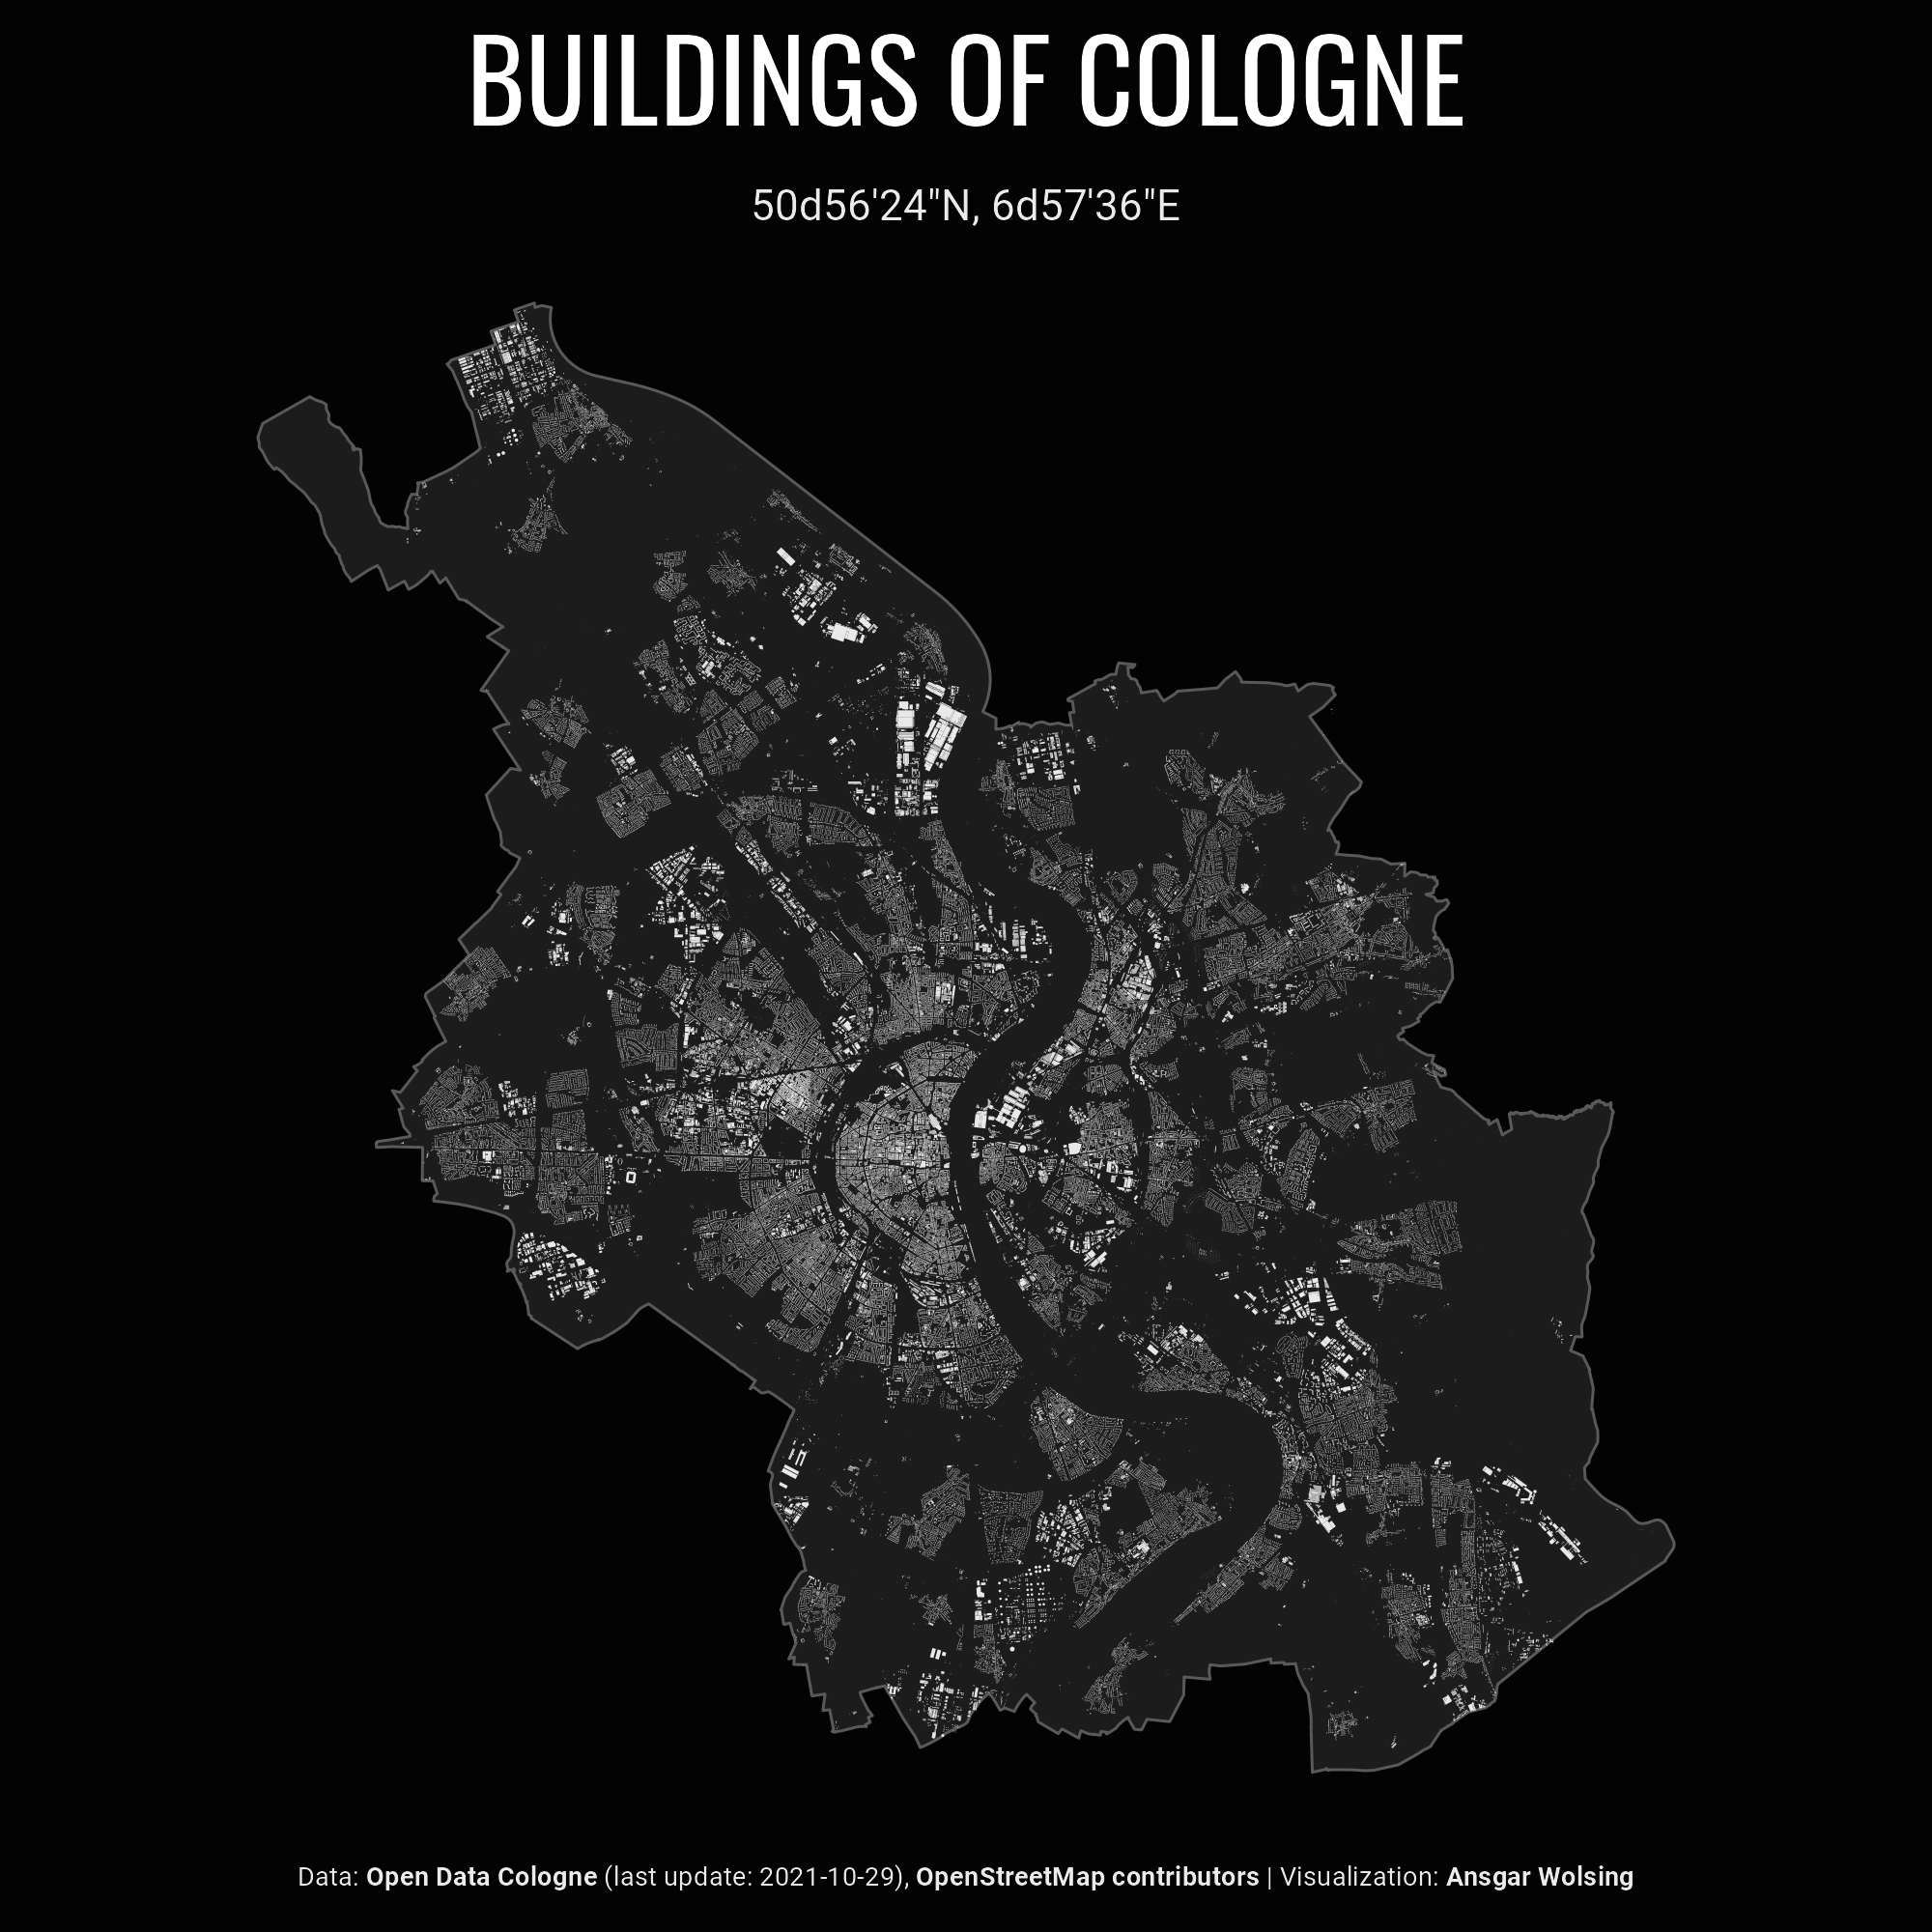 BUILDINGS OF COLOGNE
50d56'24"N, 6d57'36"E
Data: Open Data Cologne (last update: 2021-10-29), OpenStreetMap contributors | Visualization: Ansgar Wolsing